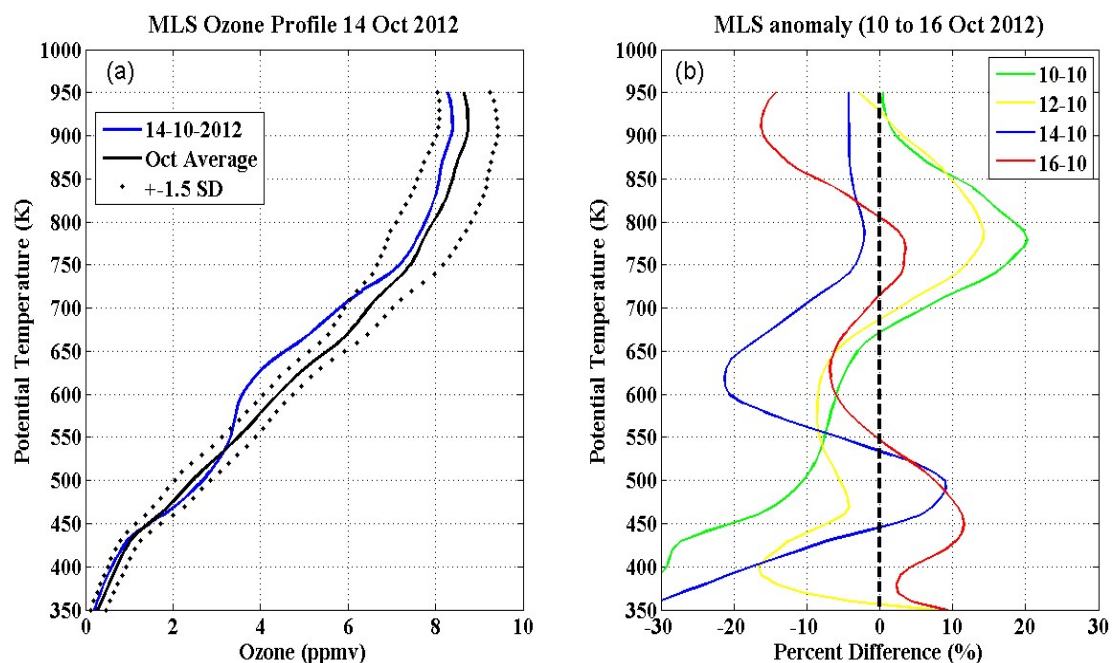 MLS Ozone Profile 14 Oct 2012
(a)
14-10-2012
Oct Average
+-1.5 SD
1000
950
900
850
800
750
700
650
600
550
500
450
400
350
Potential Temperature (K)
0 2 4 6 8 10
Ozone (ppmv)
MLS anomaly (10 to 16 Oct 2012)
(b)
10-10
12-10
14-10
16-10
1000
950
900
850
800
750
700
650
600
550
500
450
400
350
Potential Temperature (K)
-30 -20 -10 0 10 20 30
Percent Difference (%)